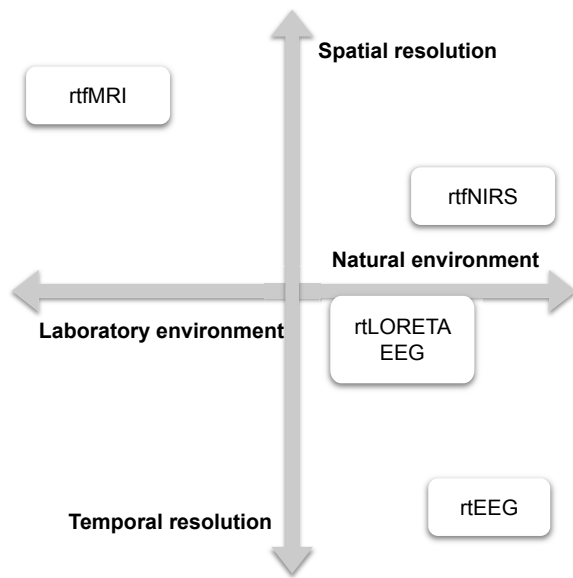 Spatial resolution
rtfMRI
rtfNIRS
Natural environment
Laboratory environment
rtLORETA
EEG
rtEEG
Temporal resolution